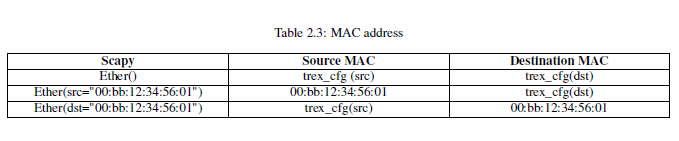 Table 2.3: MAC address
Scapy Source MAC Destination MAC
Ether() trex_cfg (src) trex_cfg(dst)
Ether(src="00:bb:12:34:56:01") 00:bb:12:34:56:01 trex_cfg(dst)
Ether(dst="00:bb:12:34:56:01") trex_cfg(src) 00:bb:12:34:56:01